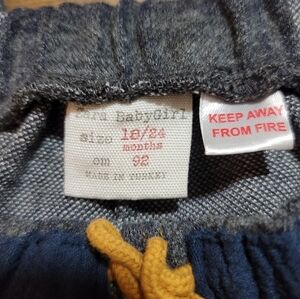 Zara BabyGirl
size 18/24
months
cm 92
MADE IN TURKEY
KEEP AWAY
FROM FIRE